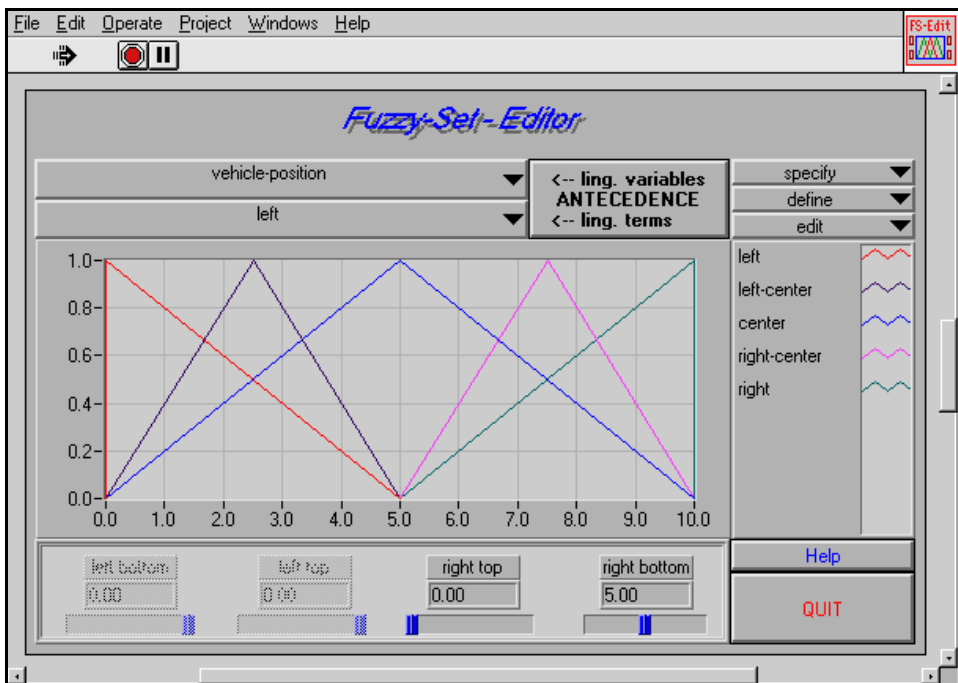 File Edit Operate Project Windows Help
FS-Edit
Fuzzy-Set-Editor
vehicle-position
left
<-- ling. variables
ANTECEDENCE
<-- ling. terms
specify
define
edit
1.0
0.8
0.6
0.4
0.2
0.0
0.0 1.0 2.0 3.0 4.0 5.0 6.0 7.0 8.0 9.0 10.0
left
left-center
center
right-center
right
left bottom
0.00
left top
0.00
right top
0.00
right bottom
5.00
Help
QUIT